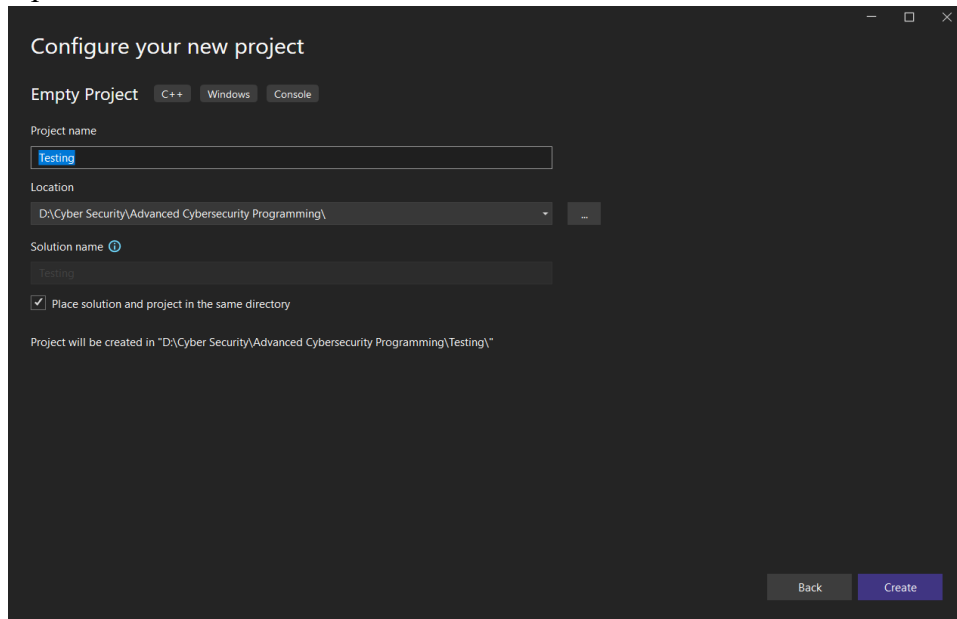 Configure your new project
Empty Project C++ Windows Console
Project name
Testing
Location
D:\Cyber Security\Advanced Cybersecurity Programming\ ...
Solution name
Testing
Place solution and project in the same directory
Project will be created in "D:\Cyber Security\Advanced Cybersecurity Programming\Testing\"
Back Create